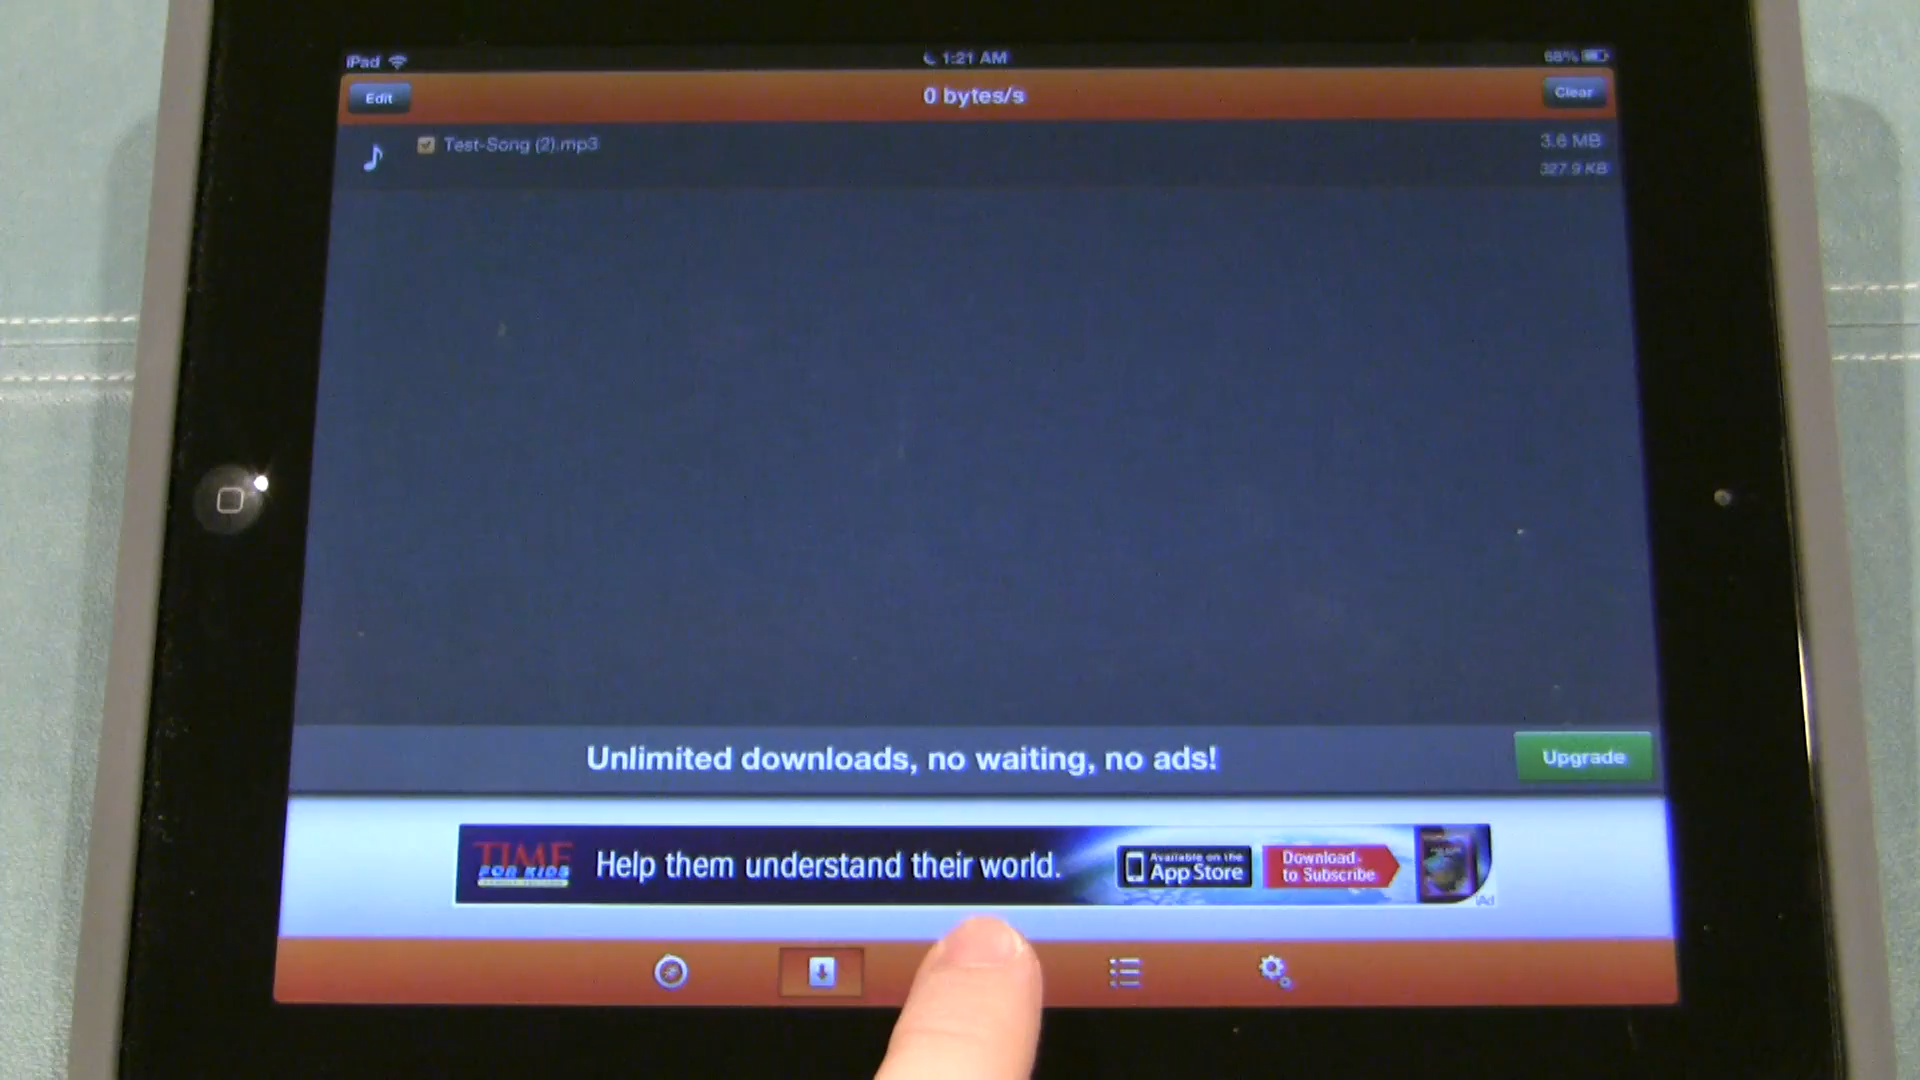 iPad
1:21 AM
68%
Edit
0 bytes/s
Clear
Test-Song (2).mp3
3.6 MB
327.9 KB
Unlimited downloads, no waiting, no ads!
Upgrade
TIME
FOR KIDS
Help them understand their world.
Available on the
App Store
Download
to Subscribe
iAd